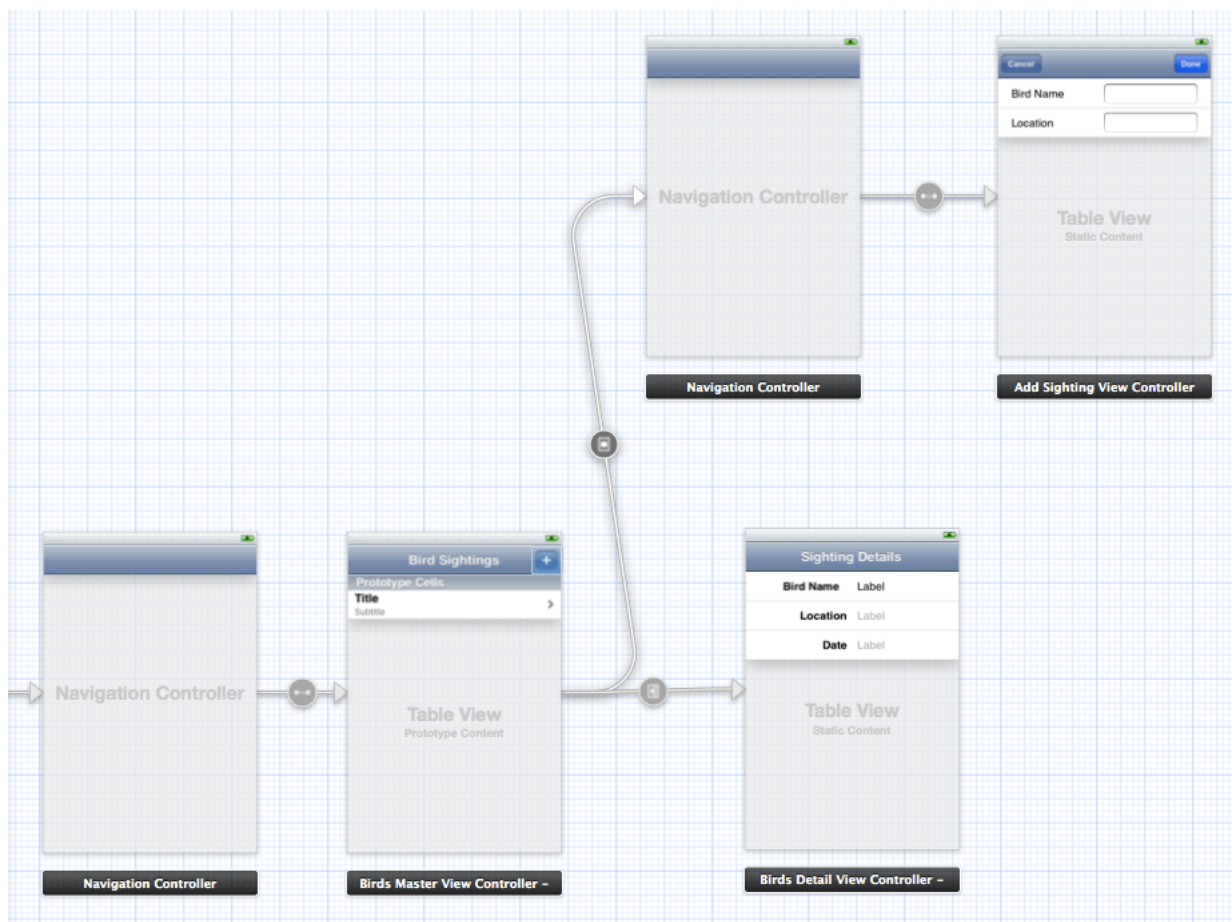 Navigation Controller
Navigation Controller
Cancel
Done
Bird Name
Location
Table View
Static Content
Add Sighting View Controller
Navigation Controller
Navigation Controller
Bird Sightings
+
Prototype Cells
Title
Subtitle
Table View
Prototype Content
Birds Master View Controller –
Sighting Details
Bird Name Label
Location Label
Date Label
Table View
Static Content
Birds Detail View Controller –